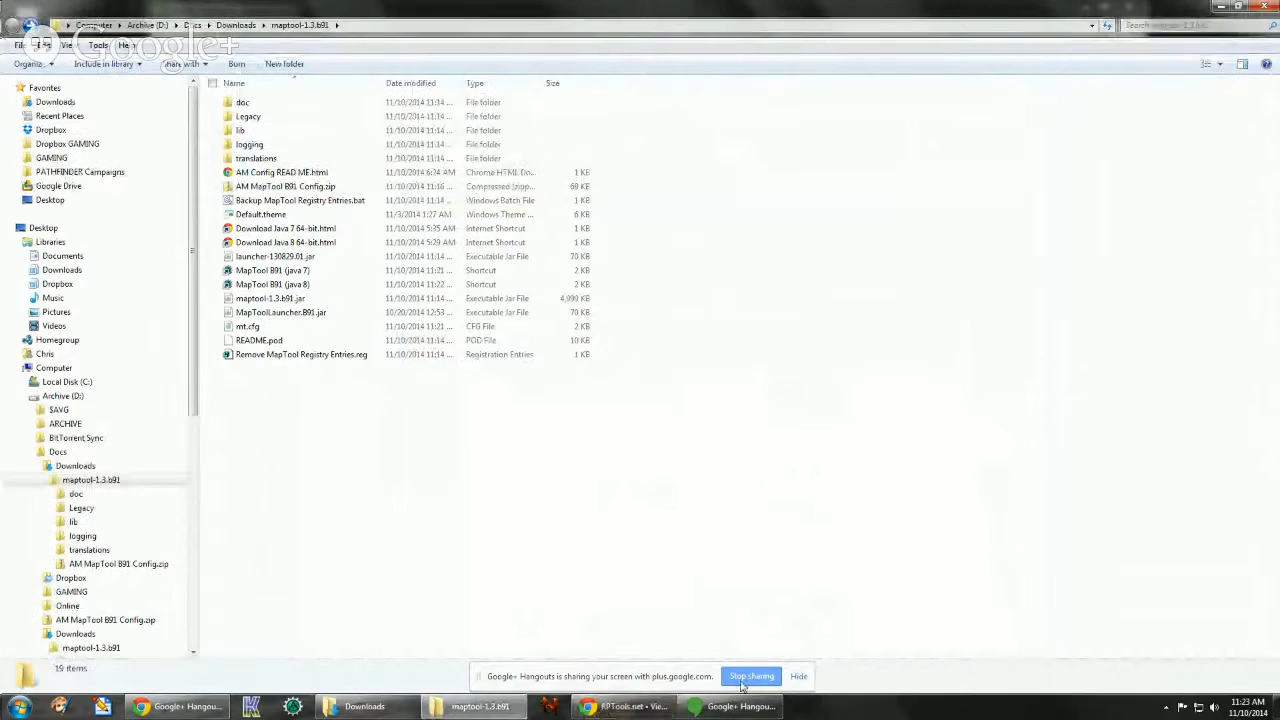 Computer Archive (D:) Docs Downloads maptool-1.3.b91
Google+
Tools Help
Organize Include in library Share with Burn New folder
Name Date modified Type Size
Favorites
Downloads
Recent Places
Dropbox
Dropbox GAMING
GAMING
PATHFINDER Campaigns
Google Drive
Desktop
Desktop
Libraries
Documents
Downloads
Dropbox
Music
Pictures
Videos
Homegroup
Chris
Computer
Local Disk (C:)
Archive (D:)
$AVG
ARCHIVE
BitTorrent Sync
Docs
Downloads
maptool-1.3.b91
doc
Legacy
lib
logging
translations
AM MapTool B91 Config.zip
Dropbox
GAMING
Online
AM MapTool B91 Config.zip
Downloads
maptool-1.3.b91
doc 11/10/2014 11:14 ... File folder
Legacy 11/10/2014 11:14 ... File folder
lib 11/10/2014 11:14 ... File folder
logging 11/10/2014 11:14 ... File folder
translations 11/10/2014 11:14 ... File folder
AM Config READ ME.html 11/10/2014 6:24 AM Chrome HTML Do... 1 KB
AM MapTool B91 Config.zip 11/10/2014 11:16 ... Compressed (zipp... 69 KB
Backup MapTool Registry Entries.bat 11/10/2014 11:14 ... Windows Batch File 1 KB
Default.theme 11/3/2014 1:27 AM Windows Theme ... 6 KB
Download Java 7 64-bit.html 11/10/2014 5:35 AM Internet Shortcut 1 KB
Download Java 8 64-bit.html 11/10/2014 5:29 AM Internet Shortcut 1 KB
launcher-130829.01.jar 11/10/2014 11:14 ... Executable Jar File 70 KB
MapTool B91 (java 7) 11/10/2014 11:21 ... Shortcut 2 KB
MapTool B91 (java 8) 11/10/2014 11:22 ... Shortcut 2 KB
maptool-1.3.b91.jar 11/10/2014 11:14 ... Executable Jar File 4,999 KB
MapToolLauncher.B91.jar 10/20/2014 12:53 ... Executable Jar File 70 KB
mt.cfg 11/10/2014 11:21 ... CFG File 2 KB
README.pod 11/10/2014 11:14 ... POD File 10 KB
Remove MapTool Registry Entries.reg 11/10/2014 11:14 ... Registration Entries 1 KB
19 items
Google+ Hangouts is sharing your screen with plus.google.com. Stop sharing Hide
Google+ Hangou... Downloads maptool-1.3.b91 RPTools.net • Vie... Google+ Hangou...
11:23 AM
11/10/2014